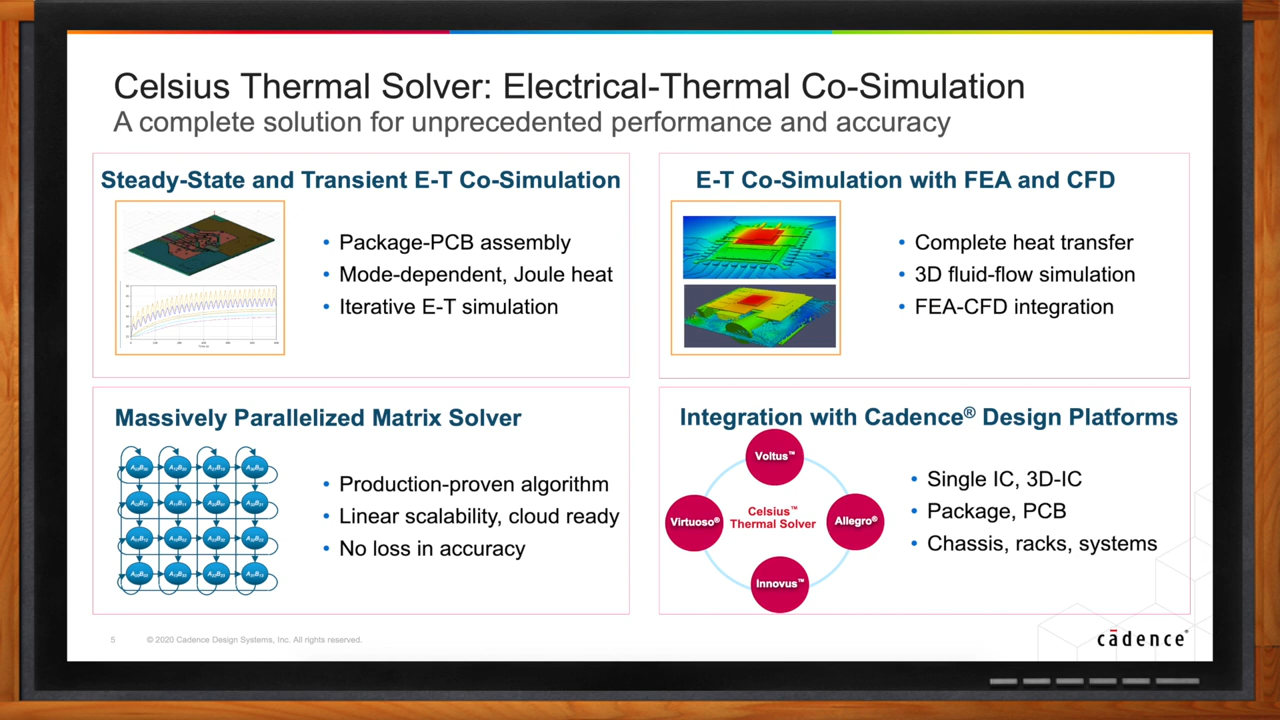 Celsius Thermal Solver: Electrical-Thermal Co-Simulation
A complete solution for unprecedented performance and accuracy
Steady-State and Transient E-T Co-Simulation
• Package-PCB assembly
• Mode-dependent, Joule heat
• Iterative E-T simulation
E-T Co-Simulation with FEA and CFD
• Complete heat transfer
• 3D fluid-flow simulation
• FEA-CFD integration
Massively Parallelized Matrix Solver
• Production-proven algorithm
• Linear scalability, cloud ready
• No loss in accuracy
Integration with Cadence® Design Platforms
Voltus™
Virtuoso®
Celsius™
Thermal Solver
Allegro®
Innovus™
• Single IC, 3D-IC
• Package, PCB
• Chassis, racks, systems
5 © 2020 Cadence Design Systems, Inc. All rights reserved.
cādence®